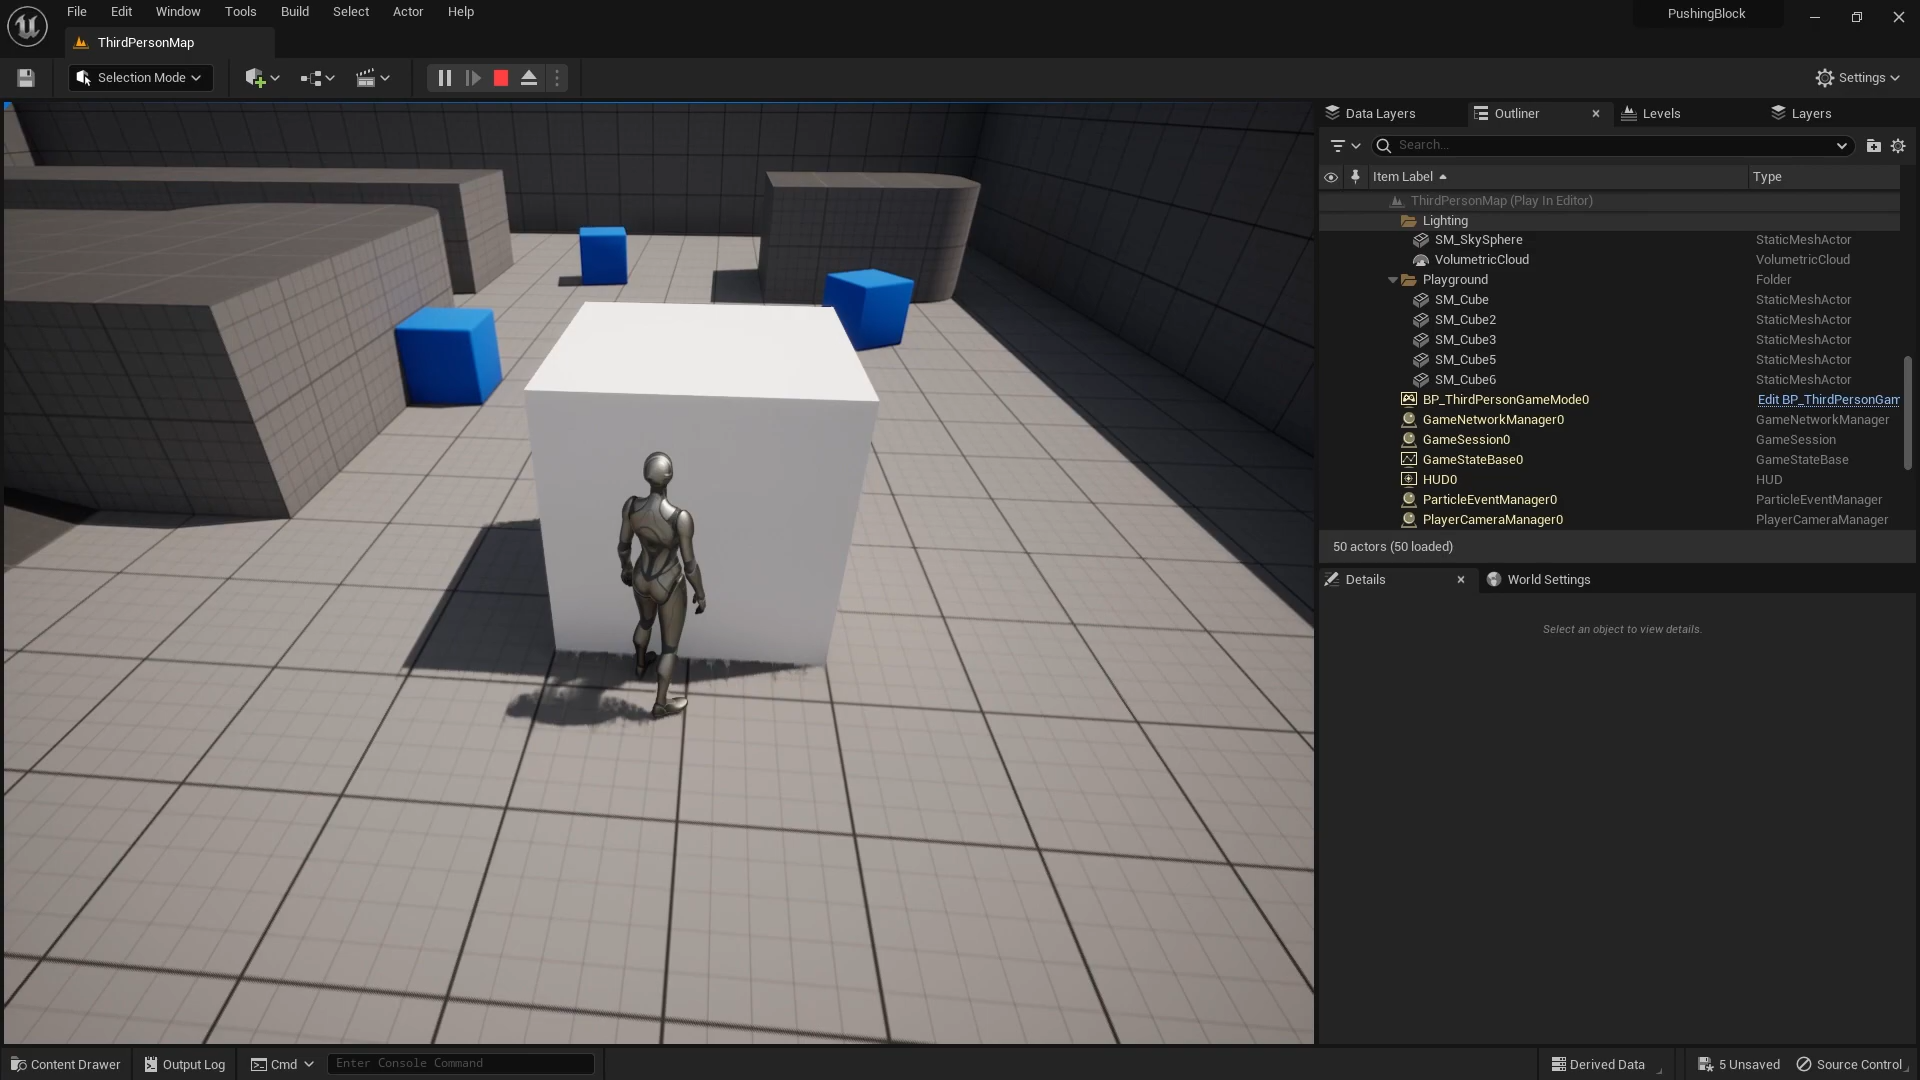 File Edit Window Tools Build Select Actor Help
PushingBlock
ThirdPersonMap
Selection Mode
Settings
Data Layers Outliner Levels Layers
Search...
Item Label Type
ThirdPersonMap (Play In Editor)
Lighting
SM_SkySphere StaticMeshActor
VolumetricCloud VolumetricCloud
Playground Folder
SM_Cube StaticMeshActor
SM_Cube2 StaticMeshActor
SM_Cube3 StaticMeshActor
SM_Cube5 StaticMeshActor
SM_Cube6 StaticMeshActor
BP_ThirdPersonGameMode0 Edit BP_ThirdPersonGam
GameNetworkManager0 GameNetworkManager
GameSession0 GameSession
GameStateBase0 GameStateBase
HUD0 HUD
ParticleEventManager0 ParticleEventManager
PlayerCameraManager0 PlayerCameraManager
50 actors (50 loaded)
Details World Settings
Select an object to view details.
Content Drawer Output Log Cmd Enter Console Command Derived Data 5 Unsaved Source Control